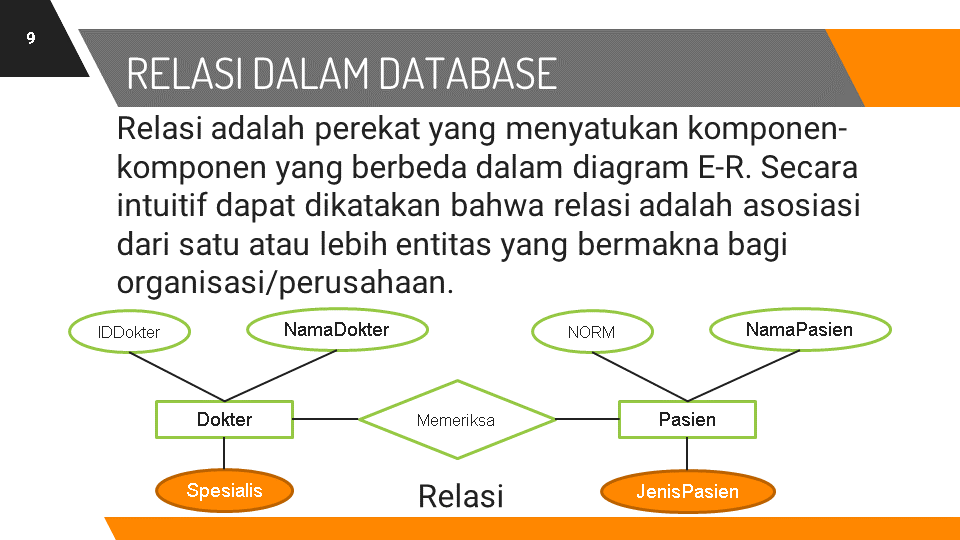 9
RELASI DALAM DATABASE
Relasi adalah perekat yang menyatukan komponen-
komponen yang berbeda dalam diagram E-R. Secara
intuitif dapat dikatakan bahwa relasi adalah asosiasi
dari satu atau lebih entitas yang bermakna bagi
organisasi/perusahaan.
IDDokter
NamaDokter
NORM
NamaPasien
Dokter
Memeriksa
Pasien
Spesialis
Relasi
JenisPasien